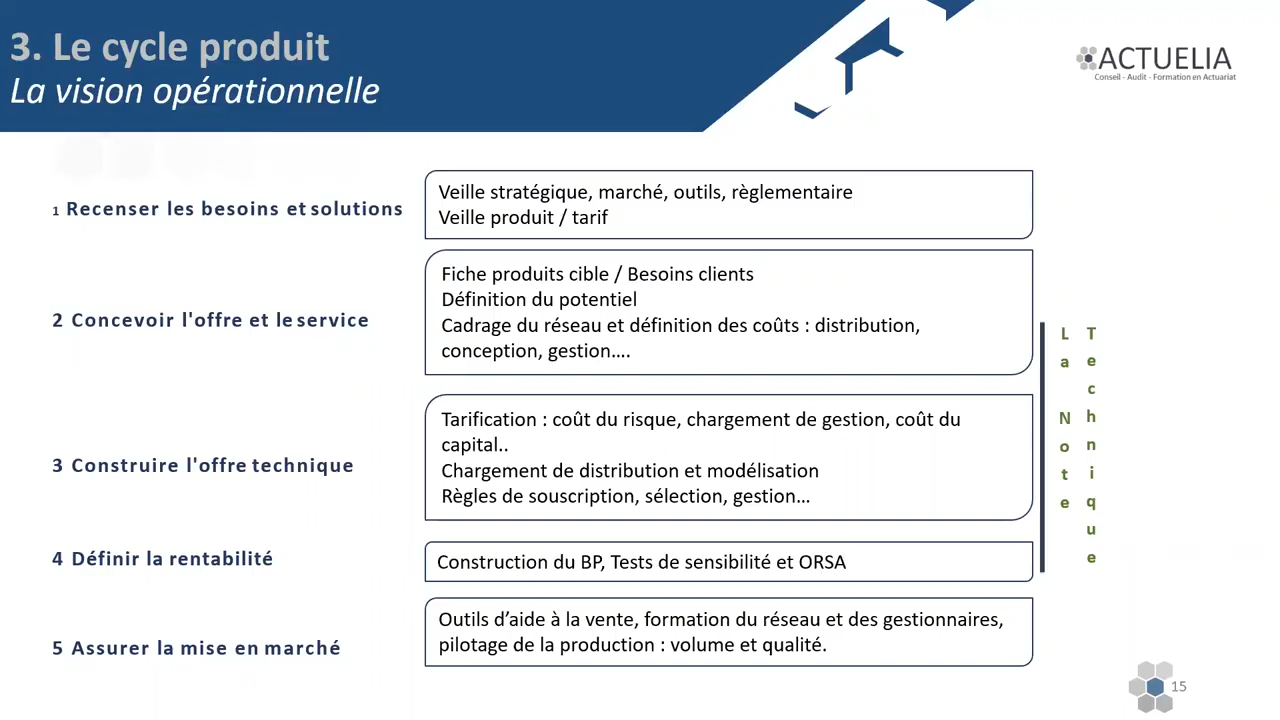 3. Le cycle produit
La vision opérationnelle
ACTUELIA
Conseil - Audit - Formation en Actuariat
1 Recenser les besoins et solutions
Veille stratégique, marché, outils, règlementaire
Veille produit / tarif
2 Concevoir l'offre et le service
Fiche produits cible / Besoins clients
Définition du potentiel
Cadrage du réseau et définition des coûts : distribution,
conception, gestion....
3 Construire l'offre technique
Tarification : coût du risque, chargement de gestion, coût du
capital..
Chargement de distribution et modélisation
Règles de souscription, sélection, gestion...
4 Définir la rentabilité
Construction du BP, Tests de sensibilité et ORSA
5 Assurer la mise en marché
Outils d’aide à la vente, formation du réseau et des gestionnaires,
pilotage de la production : volume et qualité.
La Note
Technique
15